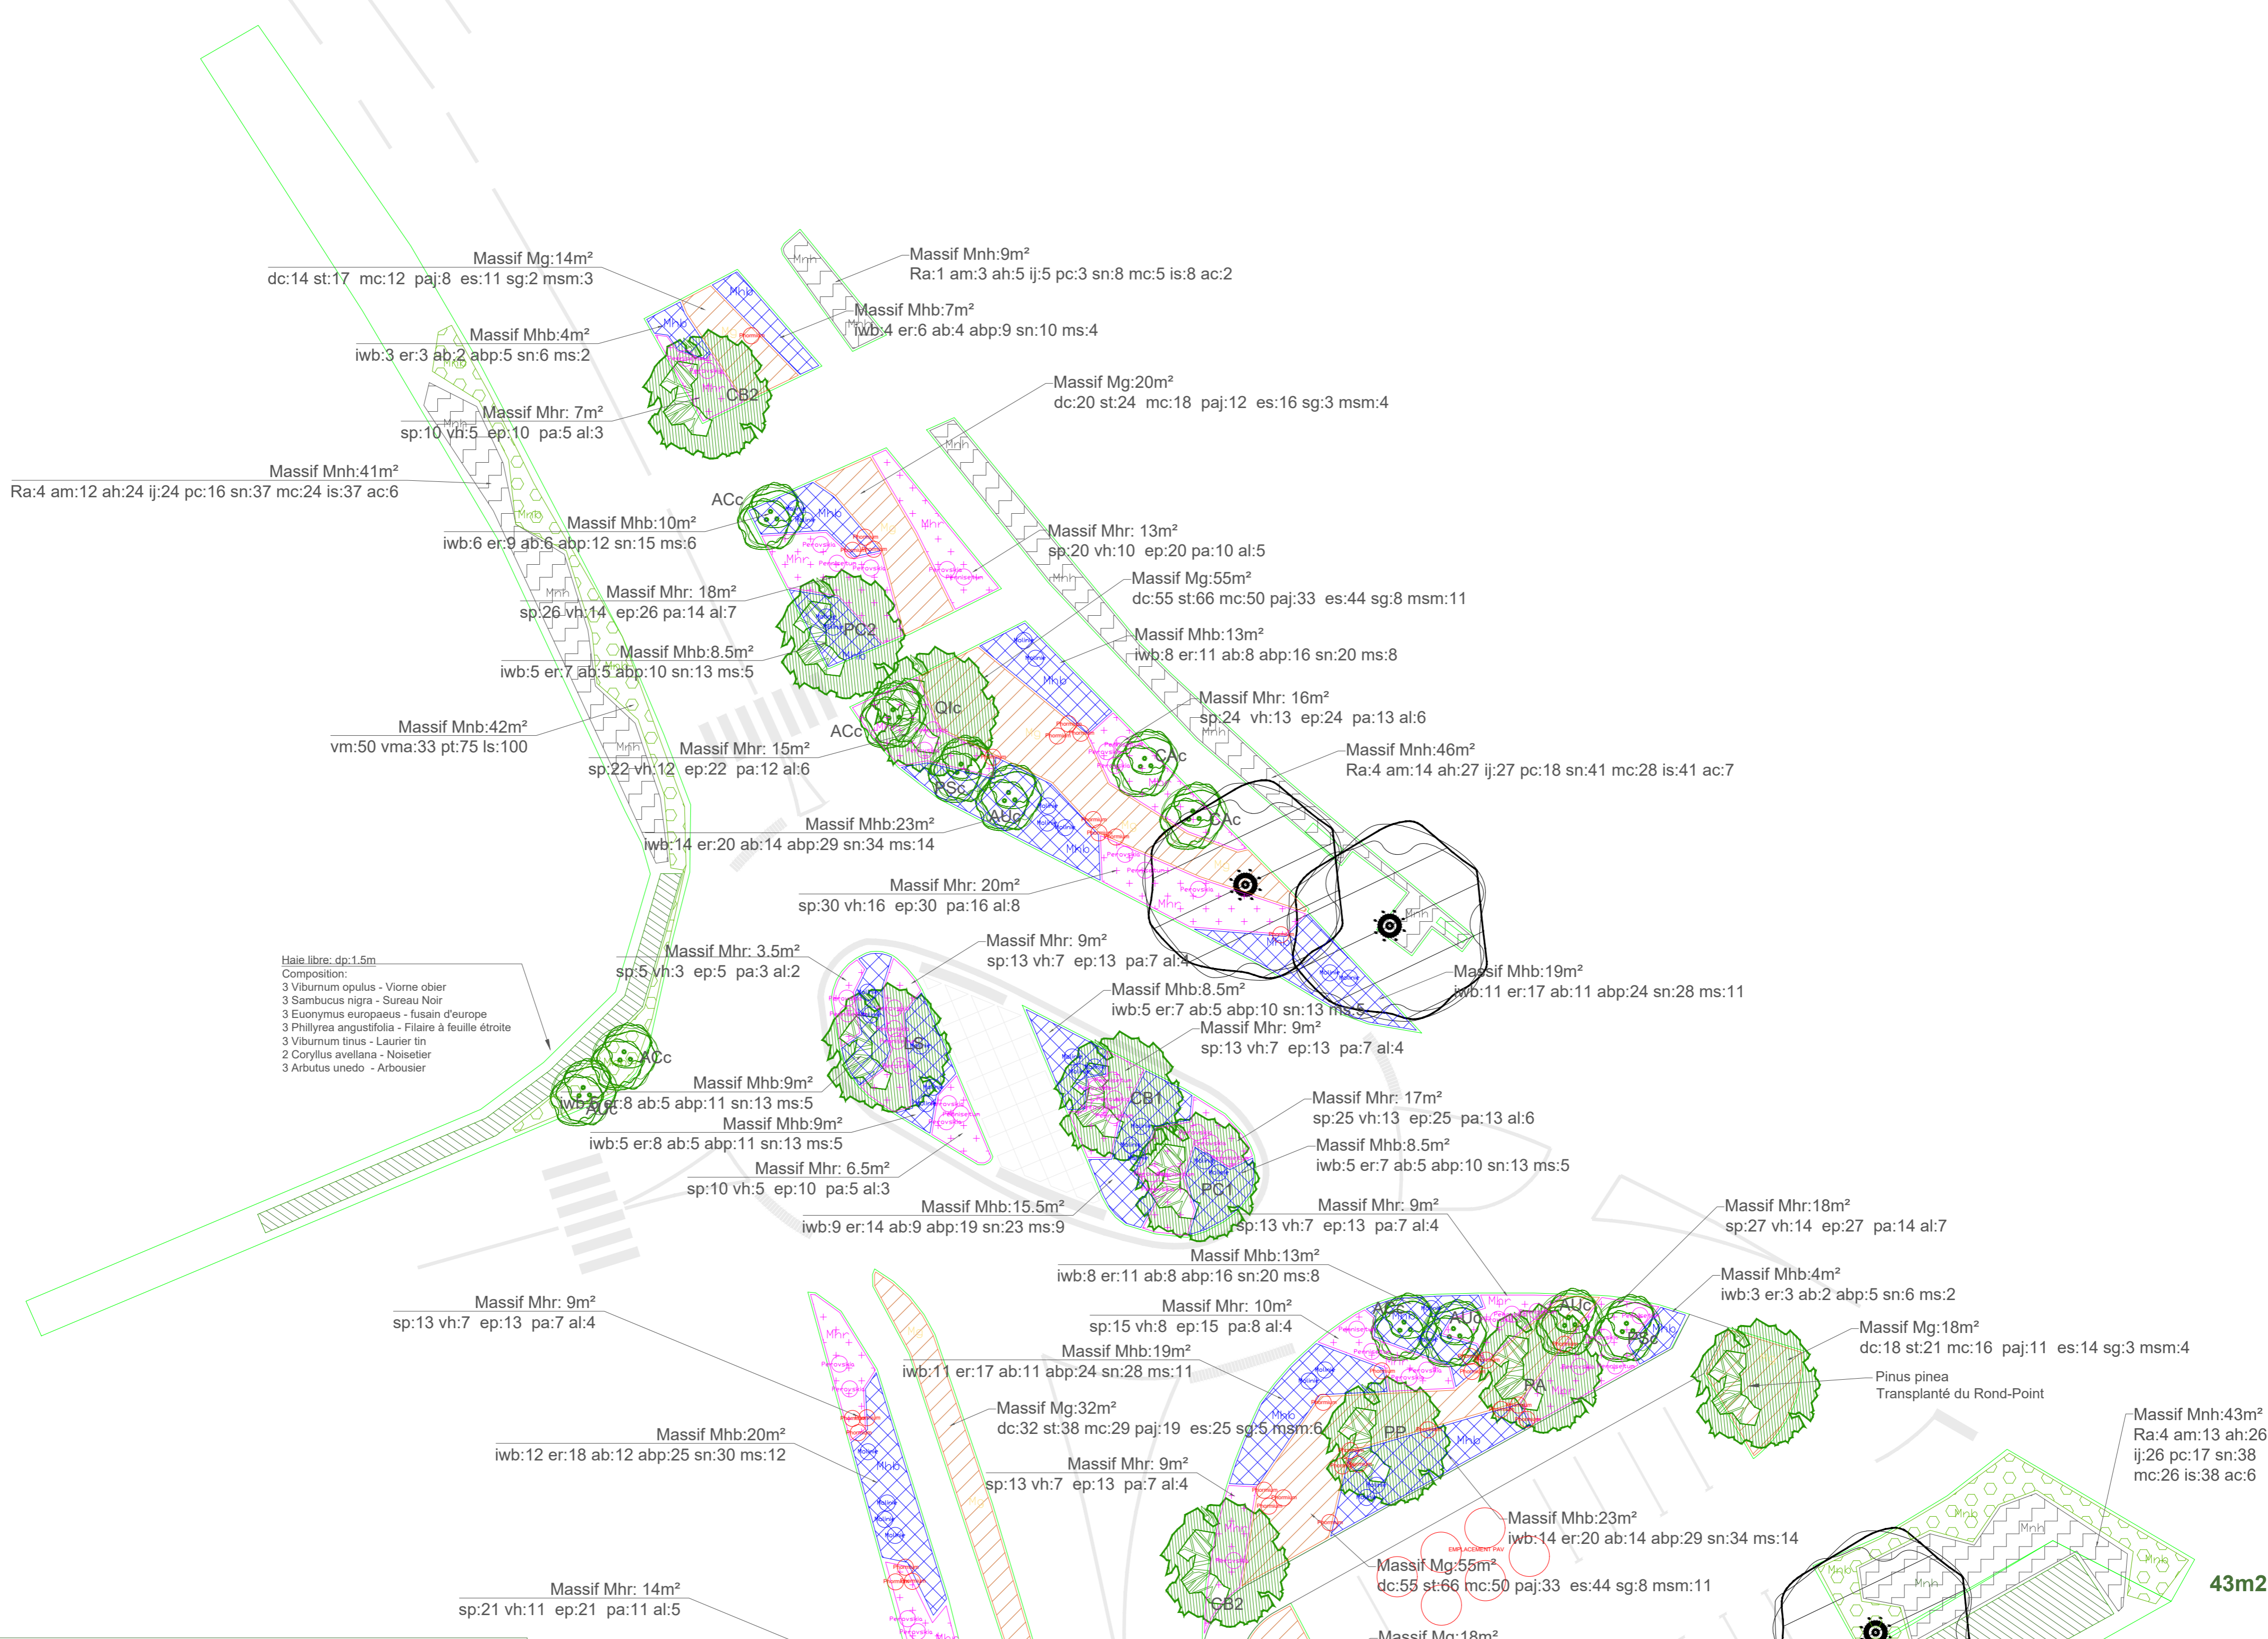 Massif Mg:14m²
dc:14 st:17 mc:12 paj:8 es:11 sg:2 msm:3
Massif Mnh:9m²
Ra:1 am:3 ah:5 ij:5 pc:3 sn:8 mc:5 is:8 ac:2
Massif Mhb:7m²
iwb:4 er:6 ab:4 abp:9 sn:10 ms:4
Massif Mhb:4m²
iwb:3 er:3 ab:2 abp:5 sn:6 ms:2
Massif Mhr: 7m²
sp:10 vh:5 ep:10 pa:5 al:3
CB2
Massif Mg:20m²
dc:20 st:24 mc:18 paj:12 es:16 sg:3 msm:4
Massif Mnh:41m²
Ra:4 am:12 ah:24 ij:24 pc:16 sn:37 mc:24 is:37 ac:6
ACc
Massif Mhb:10m²
iwb:6 er:9 ab:6 abp:12 sn:15 ms:6
Massif Mhr: 13m²
sp:20 vh:10 ep:20 pa:10 al:5
Massif Mg:55m²
dc:55 st:66 mc:50 paj:33 es:44 sg:8 msm:11
Massif Mhr: 18m²
sp:26 vh:14 ep:26 pa:14 al:7
PC2
Massif Mhb:13m²
iwb:8 er:11 ab:8 abp:16 sn:20 ms:8
Massif Mhb:8.5m²
iwb:5 er:7 ab:5 abp:10 sn:13 ms:5
Massif Mhr: 16m²
sp:24 vh:13 ep:24 pa:13 al:6
QIc
ACc
Massif Mnb:42m²
vm:50 vma:33 pt:75 ls:100
Massif Mhr: 15m²
sp:22 vh:12 ep:22 pa:12 al:6
Massif Mnh:46m²
Ra:4 am:14 ah:27 ij:27 pc:18 sn:41 mc:28 is:41 ac:7
CAc
PSc
AUc
CAc
Massif Mhb:23m²
iwb:14 er:20 ab:14 abp:29 sn:34 ms:14
Massif Mhr: 20m²
sp:30 vh:16 ep:30 pa:16 al:8
Haie libre: dp:1.5m
Composition:
3 Viburnum opulus - Viorne obier
3 Sambucus nigra - Sureau Noir
3 Euonymus europaeus - fusain d'europe
3 Phillyrea angustifolia - Filaire à feuille étroite
3 Viburnum tinus - Laurier tin
2 Coryllus avellana - Noisetier
3 Arbutus unedo - Arbousier
Massif Mhr: 3.5m²
sp:5 vh:3 ep:5 pa:3 al:2
Massif Mhr: 9m²
sp:13 vh:7 ep:13 pa:7 al:4
Massif Mhb:19m²
iwb:11 er:17 ab:11 abp:24 sn:28 ms:11
Massif Mhb:8.5m²
iwb:5 er:7 ab:5 abp:10 sn:13 ms:5
Massif Mhr: 9m²
sp:13 vh:7 ep:13 pa:7 al:4
LS
ACc
AUc
CB1
Massif Mhb:9m²
iwb:5 er:8 ab:5 abp:11 sn:13 ms:5
Massif Mhb:9m²
iwb:5 er:8 ab:5 abp:11 sn:13 ms:5
Massif Mhr: 17m²
sp:25 vh:13 ep:25 pa:13 al:6
Massif Mhb:8.5m²
iwb:5 er:7 ab:5 abp:10 sn:13 ms:5
Massif Mhr: 6.5m²
sp:10 vh:5 ep:10 pa:5 al:3
PC1
Massif Mhb:15.5m²
iwb:9 er:14 ab:9 abp:19 sn:23 ms:9
Massif Mhr: 9m²
sp:13 vh:7 ep:13 pa:7 al:4
Massif Mhr:18m²
sp:27 vh:14 ep:27 pa:14 al:7
Massif Mhb:13m²
iwb:8 er:11 ab:8 abp:16 sn:20 ms:8
Massif Mhb:4m²
iwb:3 er:3 ab:2 abp:5 sn:6 ms:2
Massif Mhr: 9m²
sp:13 vh:7 ep:13 pa:7 al:4
Massif Mhr: 10m²
sp:15 vh:8 ep:15 pa:8 al:4
ACc
AUc
AUc
PSc
Massif Mg:18m²
dc:18 st:21 mc:16 paj:11 es:14 sg:3 msm:4
Massif Mhb:19m²
iwb:11 er:17 ab:11 abp:24 sn:28 ms:11
Pinus pinea
Transplanté du Rond-Point
PA
Massif Mg:32m²
dc:32 st:38 mc:29 paj:19 es:25 sg:5 msm:6
PP
Massif Mnh:43m²
Ra:4 am:13 ah:26
ij:26 pc:17 sn:38
mc:26 is:38 ac:6
Massif Mhb:20m²
iwb:12 er:18 ab:12 abp:25 sn:30 ms:12
Massif Mhr: 9m²
sp:13 vh:7 ep:13 pa:7 al:4
Massif Mhb:23m²
iwb:14 er:20 ab:14 abp:29 sn:34 ms:14
EMPLACEMENT PAV
Massif Mg:55m²
dc:55 st:66 mc:50 paj:33 es:44 sg:8 msm:11
43m2
Massif Mhr: 14m²
sp:21 vh:11 ep:21 pa:11 al:5
CB2
Massif Mg:18m²